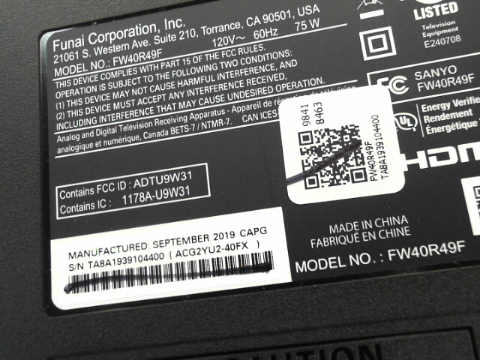 Funai Corporation, Inc.
21061 S. Western Ave. Suite 210, Torrance, CA 90501, USA
MODEL NO.: FW40R49F 120V~ 60Hz 75 W
THIS DEVICE COMPLIES WITH PART 15 OF THE FCC RULES.
OPERATION IS SUBJECT TO THE FOLLOWING TWO CONDITIONS:
(1) THIS DEVICE MAY NOT CAUSE HARMFUL INTERFERENCE, AND
(2) THIS DEVICE MUST ACCEPT ANY INTERFERENCE RECEIVED,
INCLUDING INTERFERENCE THAT MAY CAUSE UNDESIRED OPERATION.
Analog and Digital Television Receiving Apparatus - Appareil de réception
analogique et numérique, Canada BETS-7 / NTMR-7. CAN ICES
LISTED
Television
Equipment
E240708
FC SANYO
FW40R49F
Energy Verified
Rendement
Énergétique
UL
HDMI
9841
8463
FW40R49F
TA8A1939104400
Contains FCC ID : ADTU9W31
Contains IC : 1178A-U9W31
MANUFACTURED: SEPTEMBER 2019 CAPG
S/N TA8A1939104400 ( ACG2YU2-40FX )
MADE IN CHINA
FABRIQUÉ EN CHINE
MODEL NO. : FW40R49F
CAUTION